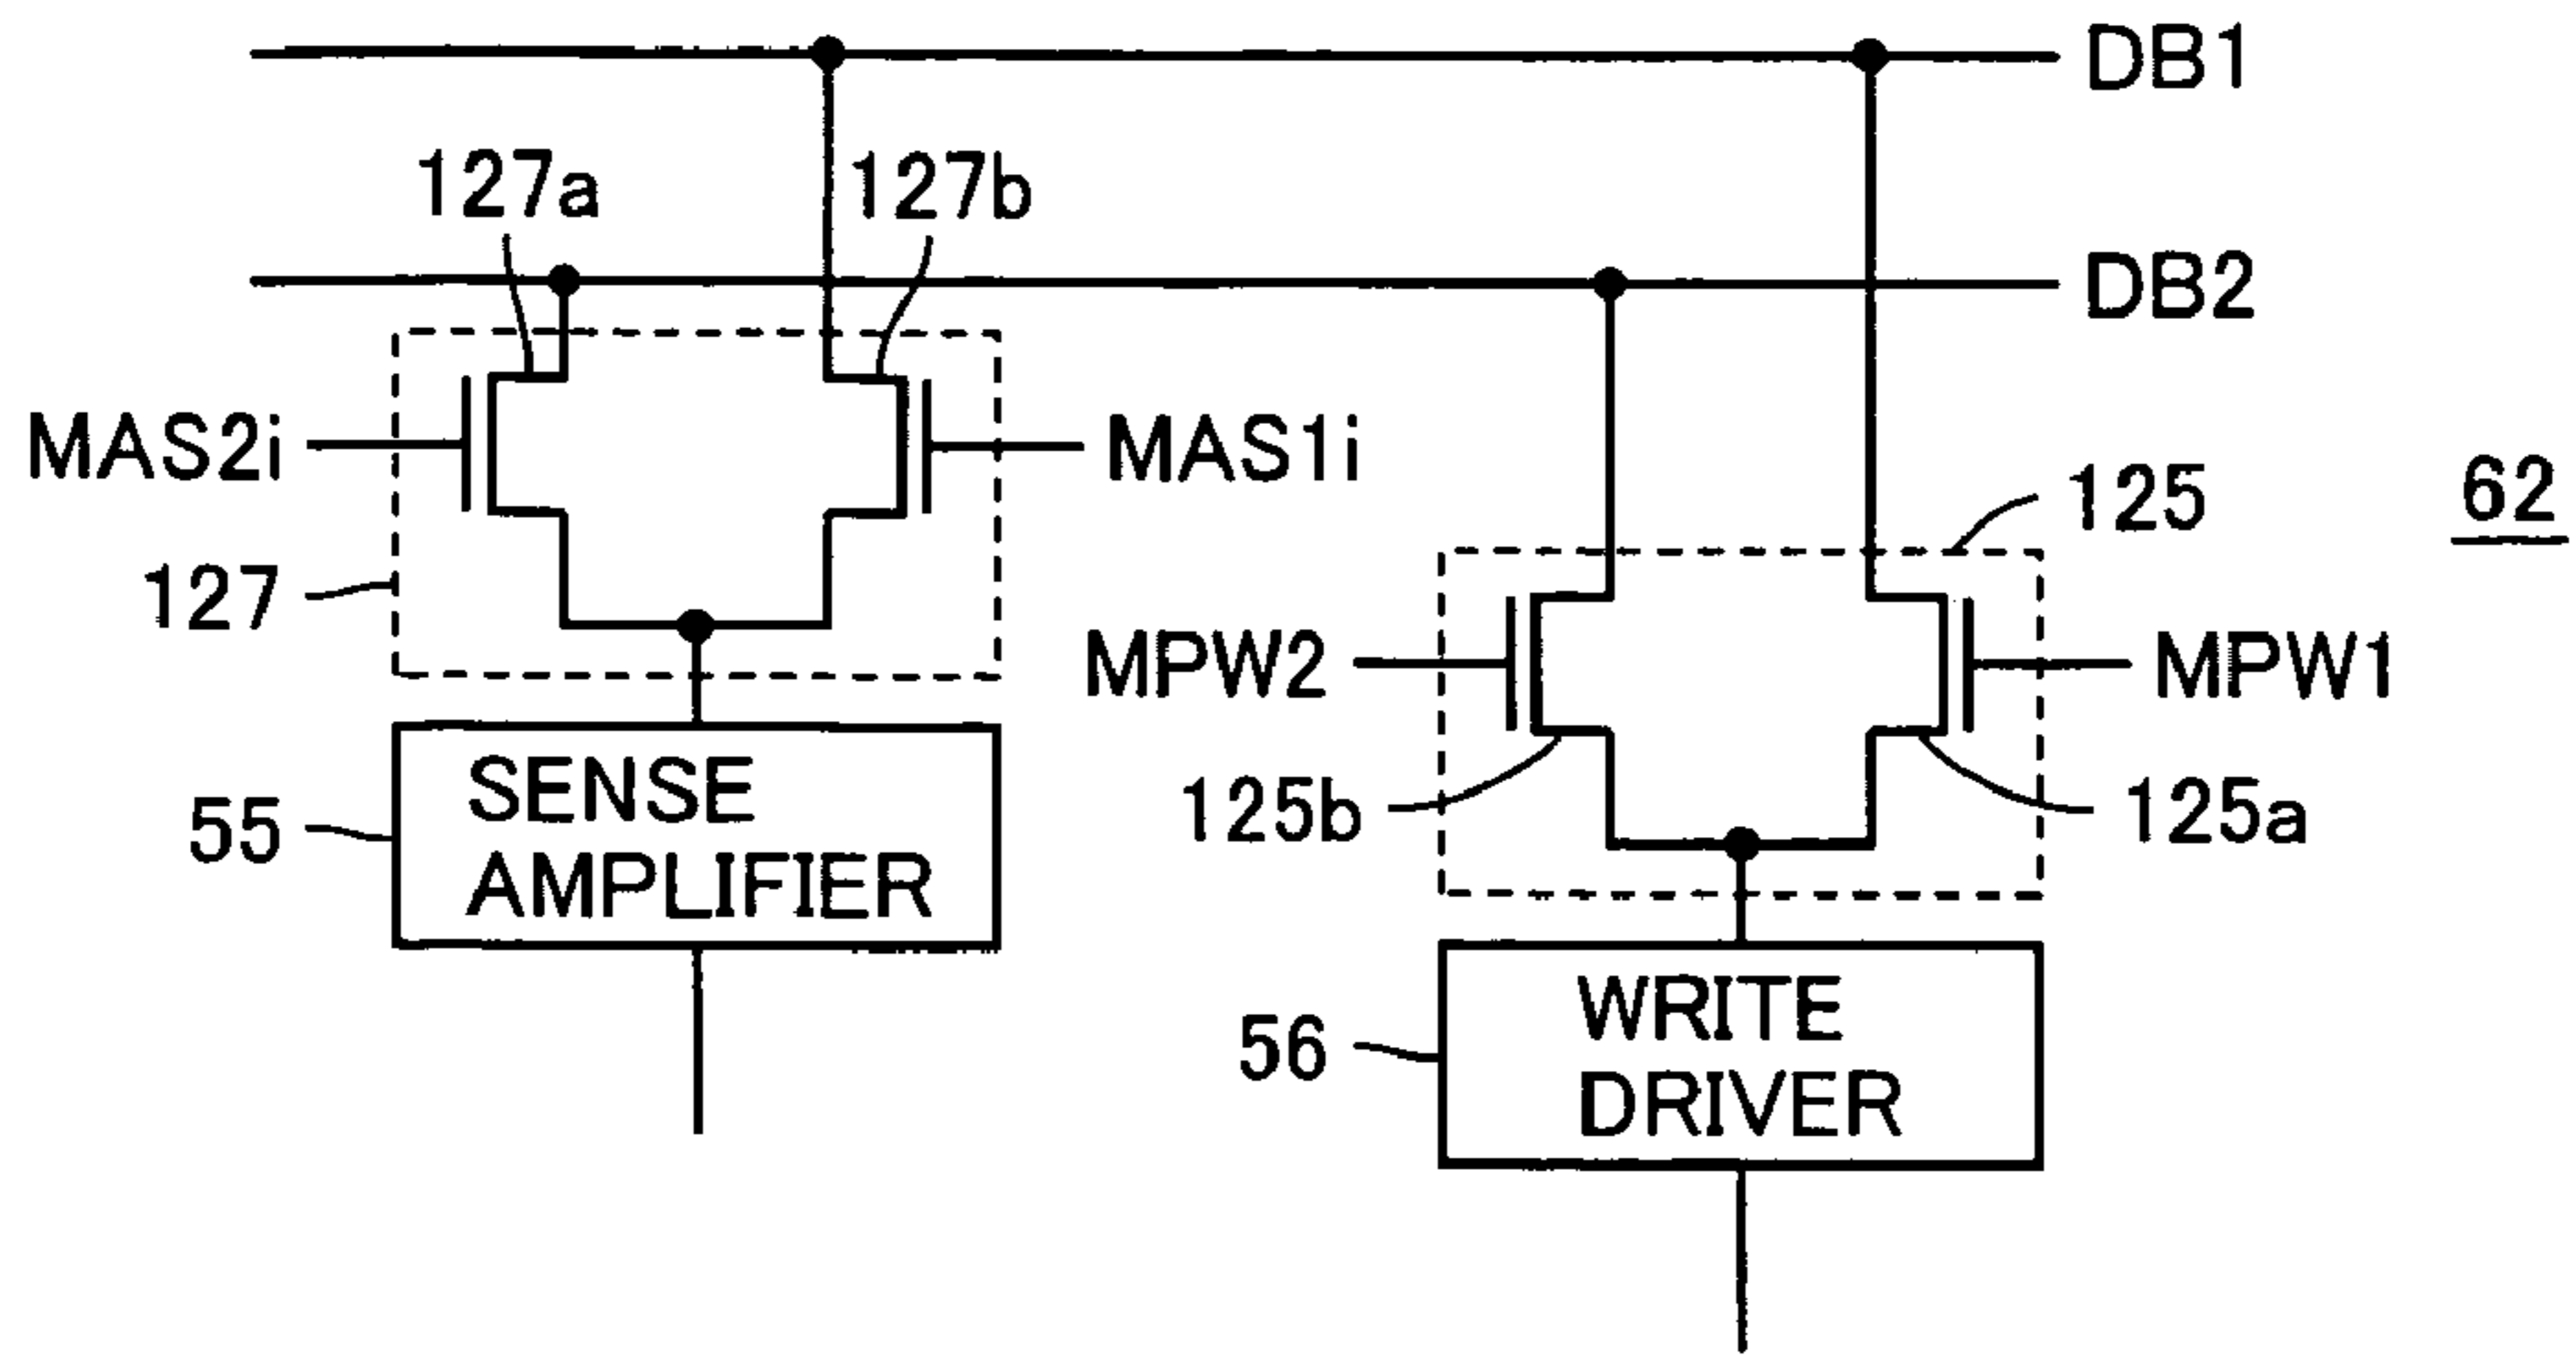 DB1
127a
127b
DB2
MAS2i
MAS1i
125
62
127
MPW2
MPW1
SENSE
AMPLIFIER
55
125b
125a
WRITE
DRIVER
56